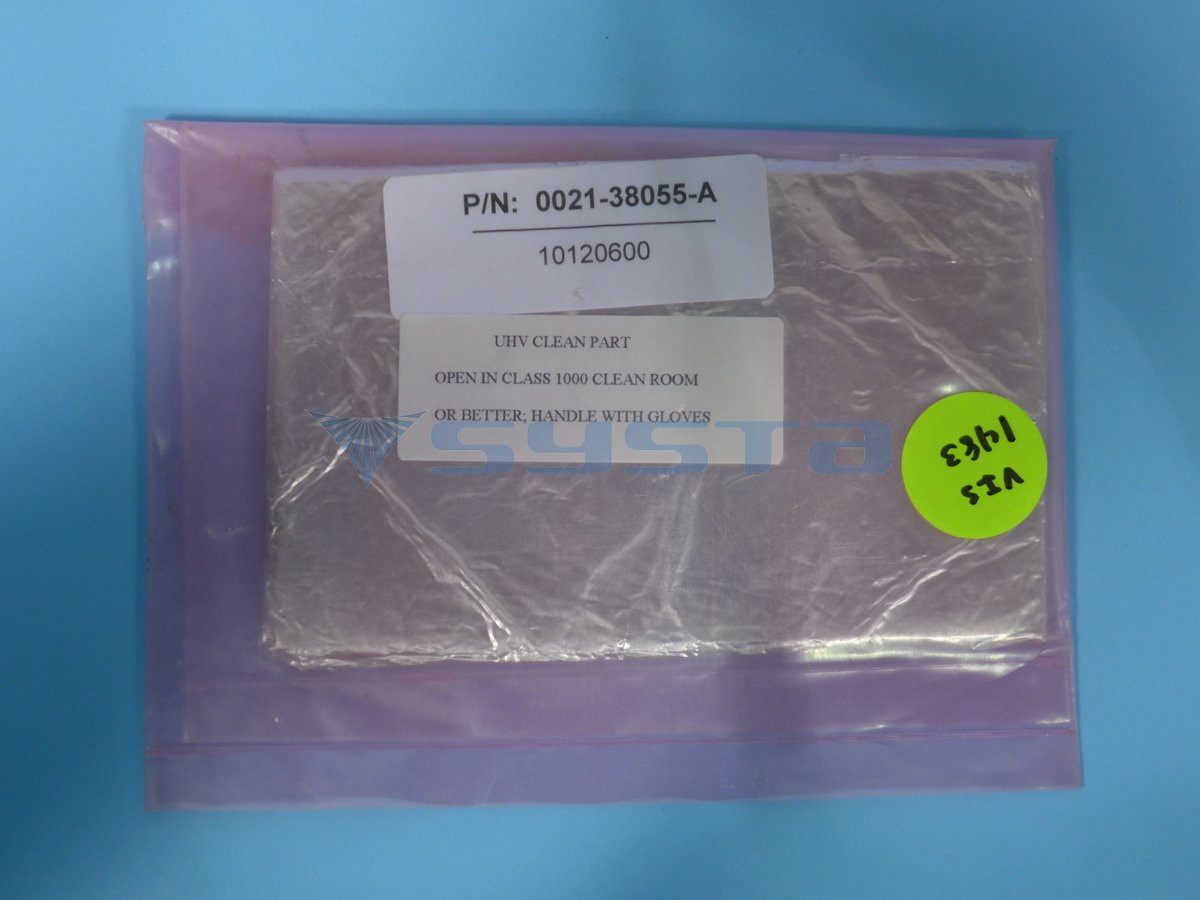 P/N: 0021-38055-A
10120600
UHV CLEAN PART
OPEN IN CLASS 1000 CLEAN ROOM
OR BETTER; HANDLE WITH GLOVES
SYSTA
VIS
1483